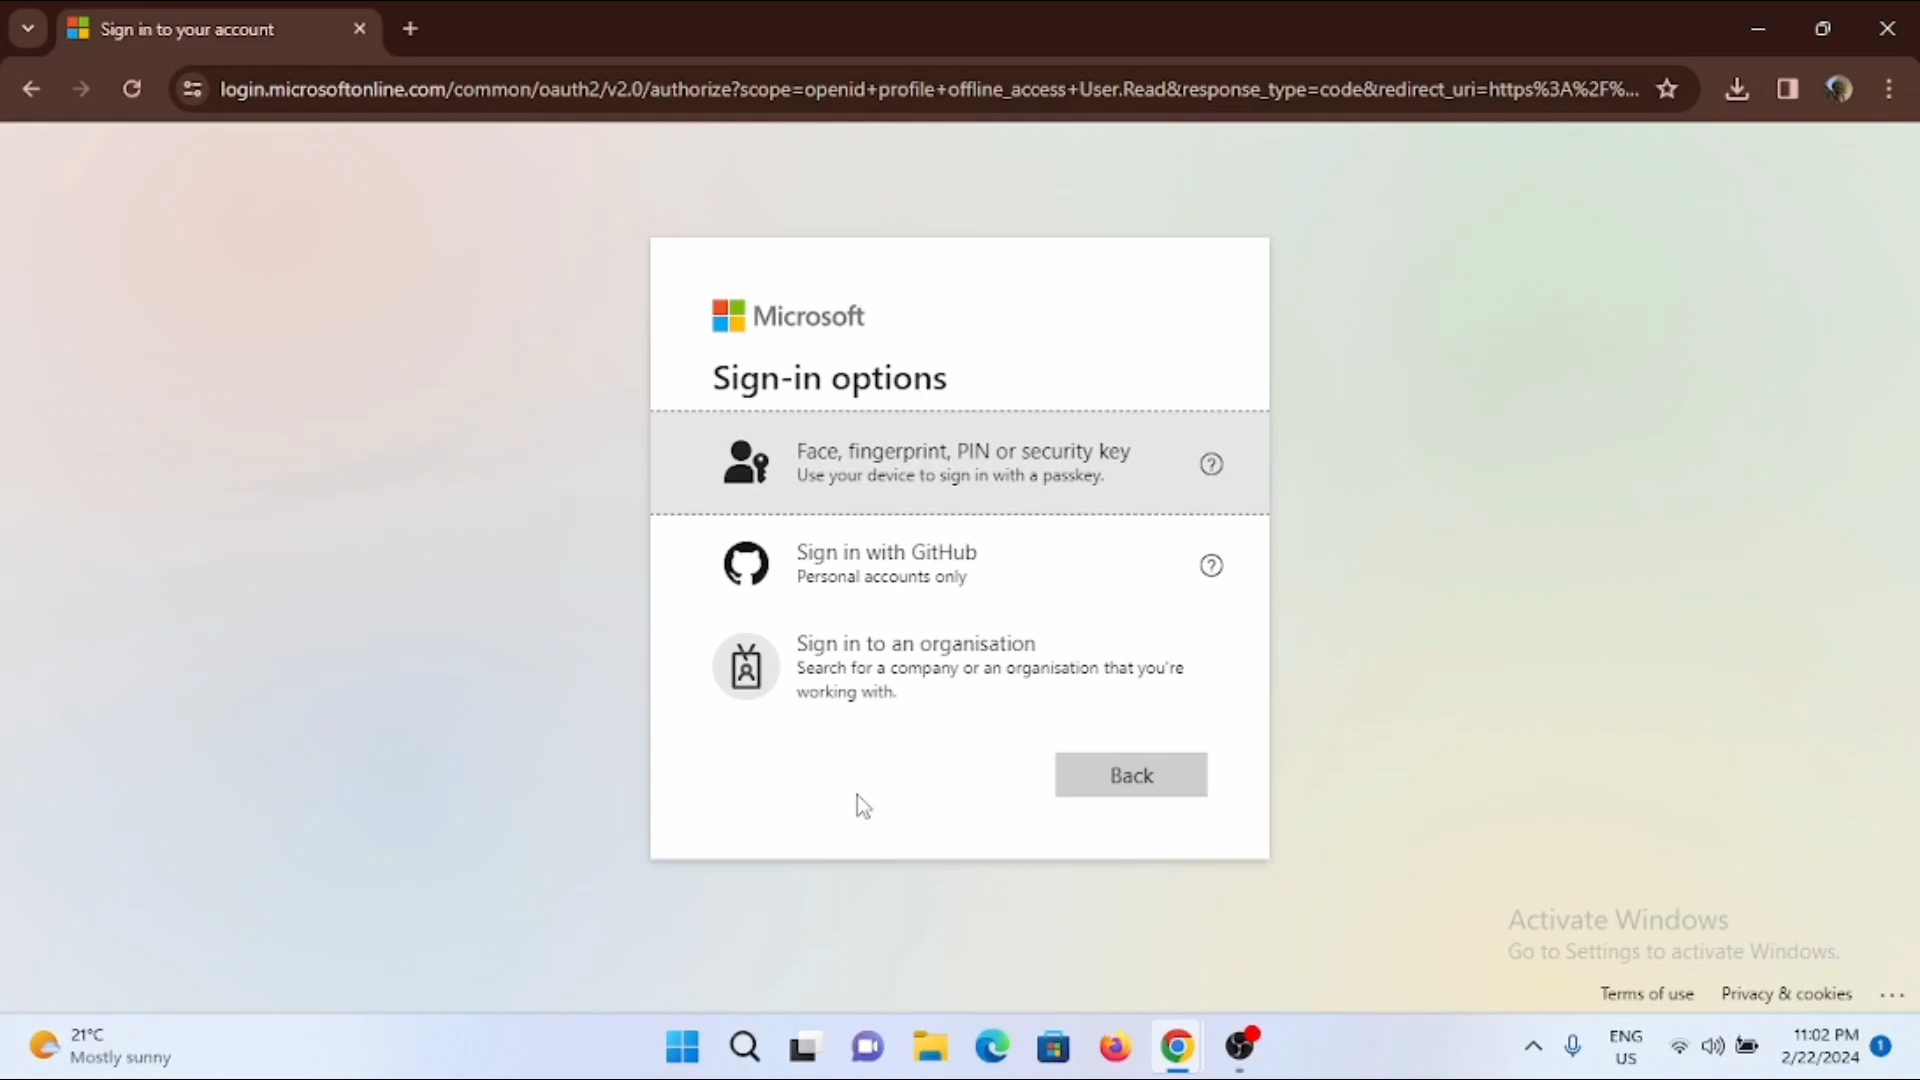 Sign in to your account
login.microsoftonline.com/common/oauth2/v2.0/authorize?scope=openid+profile+offline_access+User.Read&response_type=code&redirect_uri=https%3A%2F%...
Microsoft
Sign-in options
Face, fingerprint, PIN or security key
Use your device to sign in with a passkey.
Sign in with GitHub
Personal accounts only
Sign in to an organisation
Search for a company or an organisation that you're
working with.
Back
Activate Windows
Go to Settings to activate Windows.
Terms of use Privacy & cookies ...
21°C
Mostly sunny
ENG
US
11:02 PM
2/22/2024
1